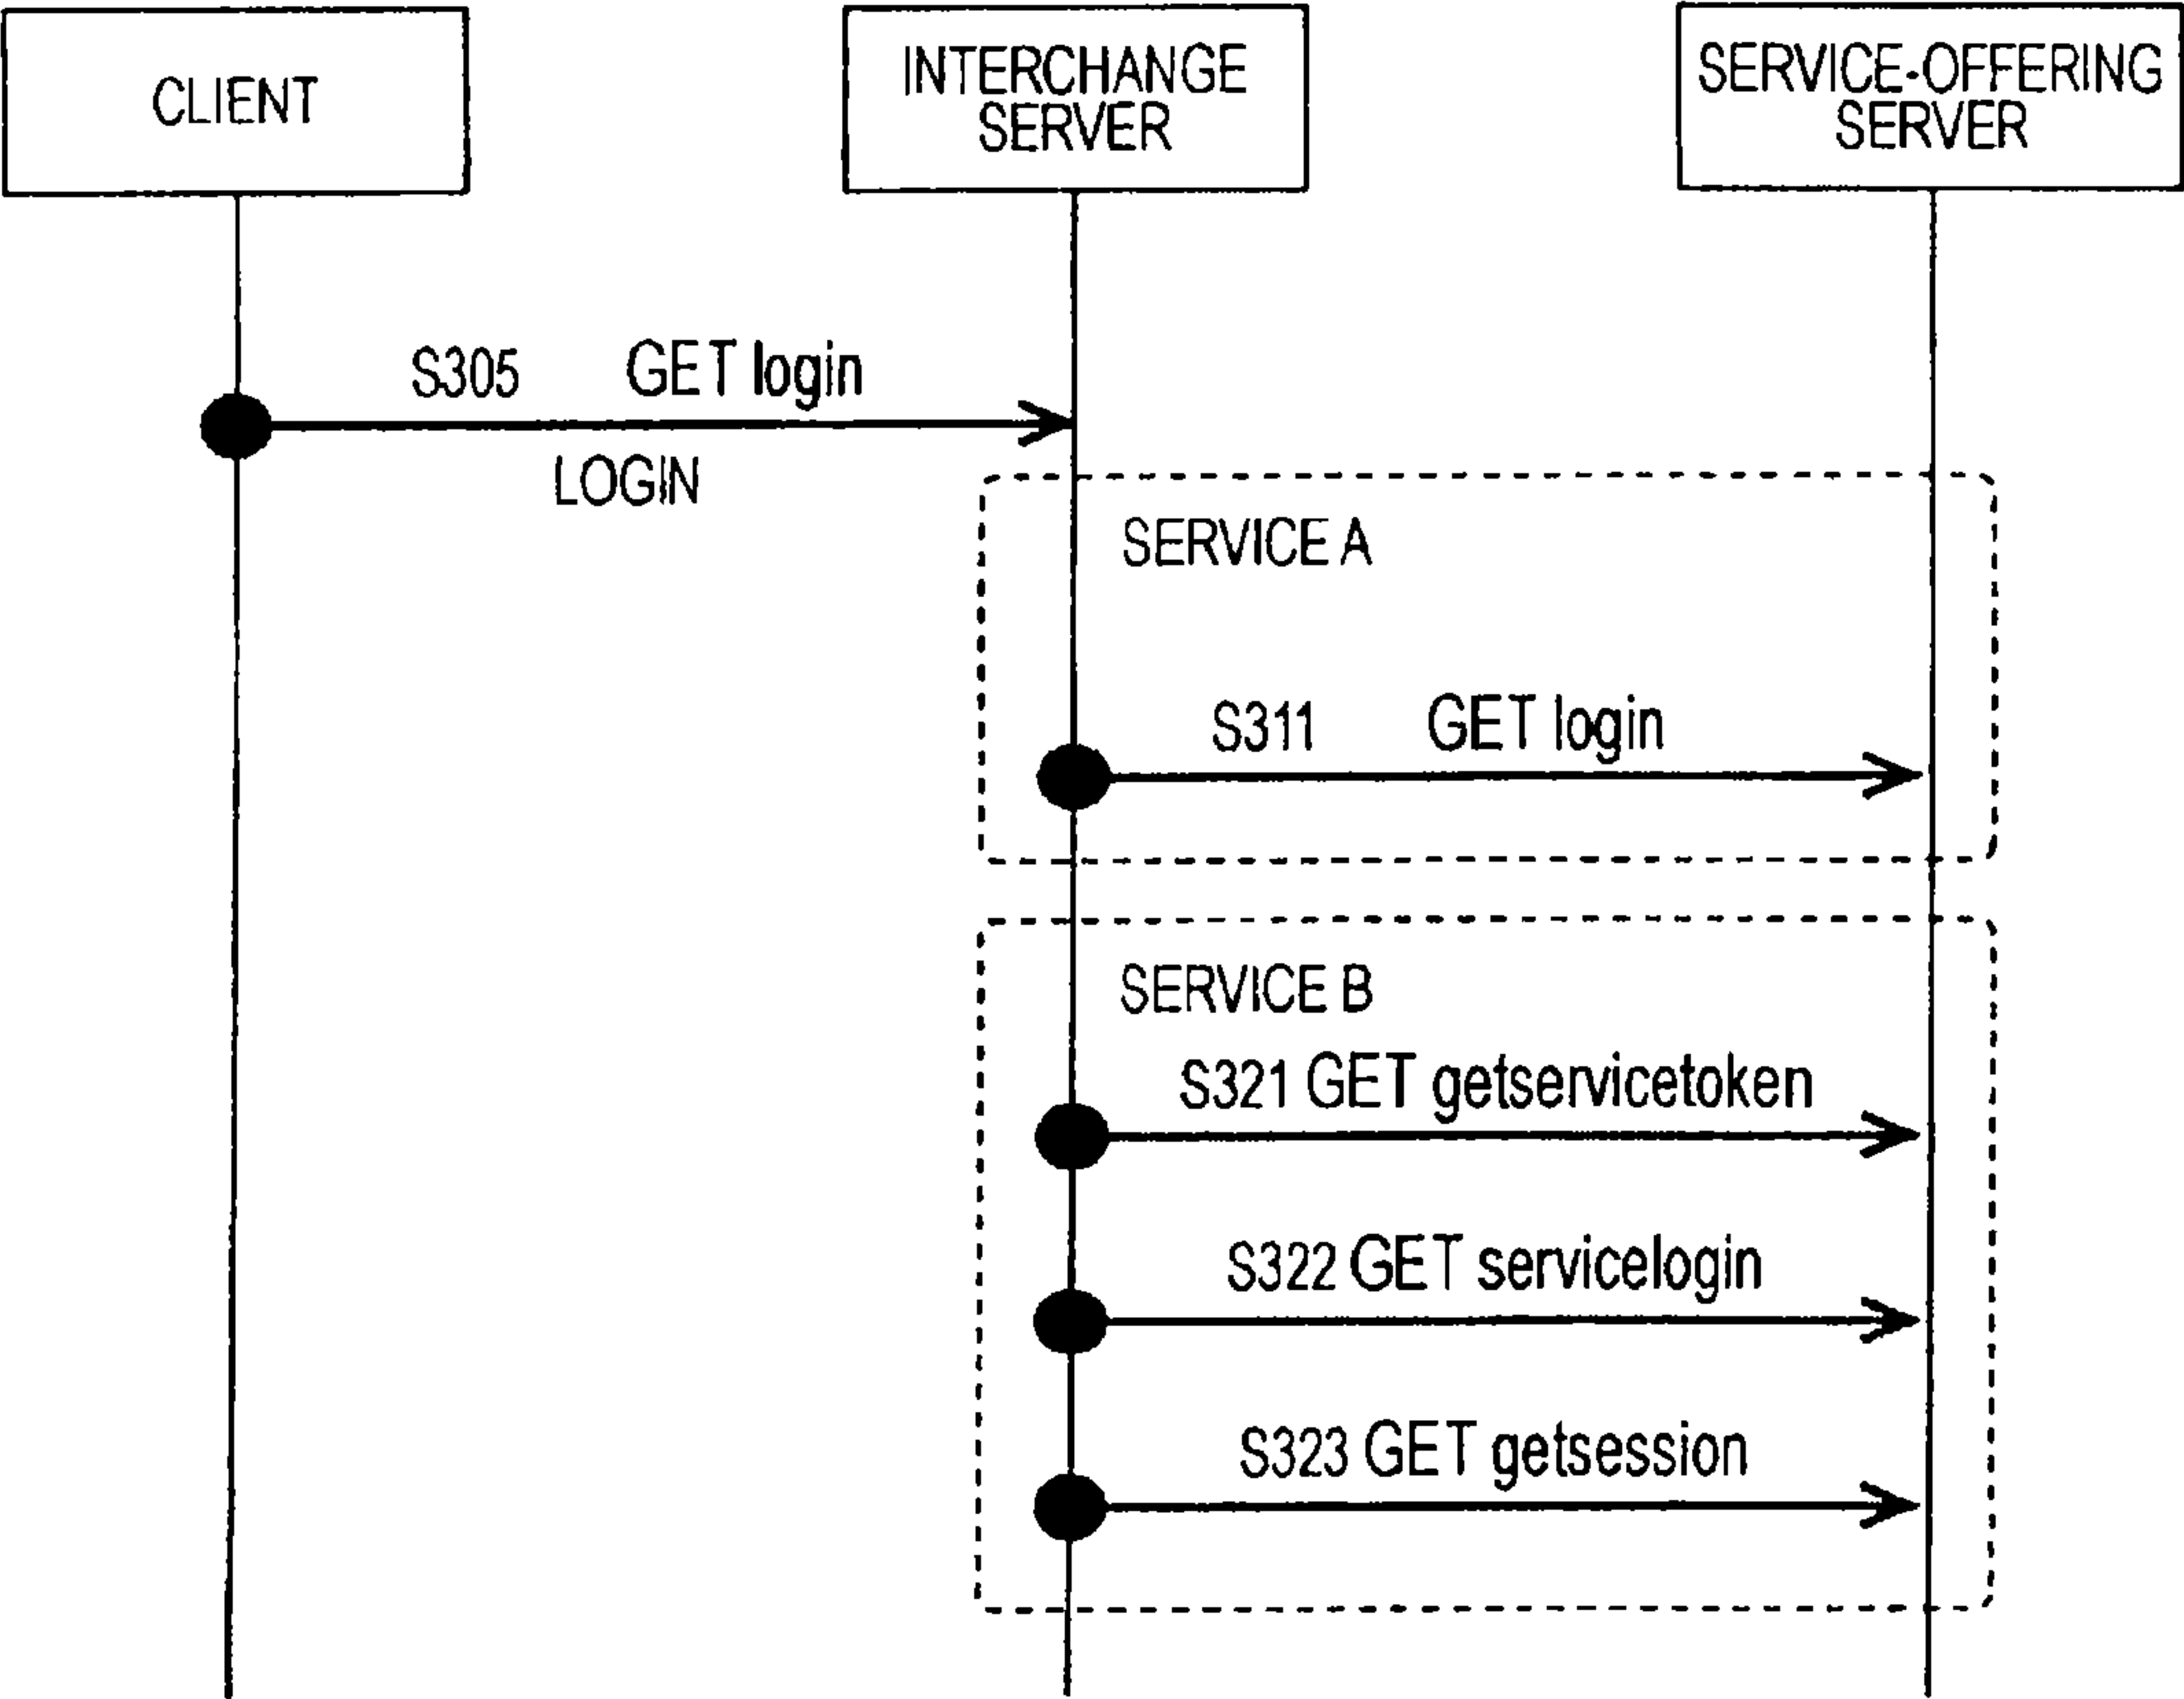 CLIENT
INTERCHANGE
SERVER
SERVICE-OFFERING
SERVER
S305 GET login
LOGIN
SERVICE A
S311 GET login
SERVICE B
S321 GET getservicetoken
S322 GET servicelogin
S323 GET getsession